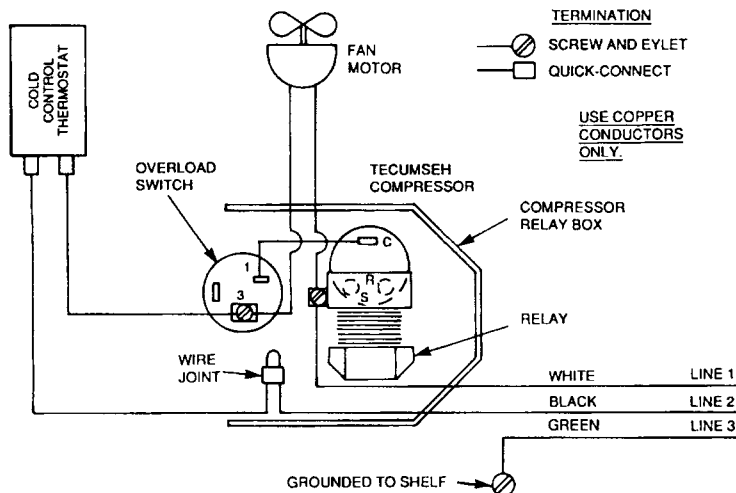 TERMINATION
SCREW AND EYLET
QUICK-CONNECT
FAN
MOTOR
COLD
CONTROL
THERMOSTAT
USE COPPER
CONDUCTORS
ONLY.
OVERLOAD
SWITCH
TECUMSEH
COMPRESSOR
COMPRESSOR
RELAY BOX
C
1
R
S
3
RELAY
WIRE
JOINT
WHITE LINE 1
BLACK LINE 2
GREEN LINE 3
GROUNDED TO SHELF